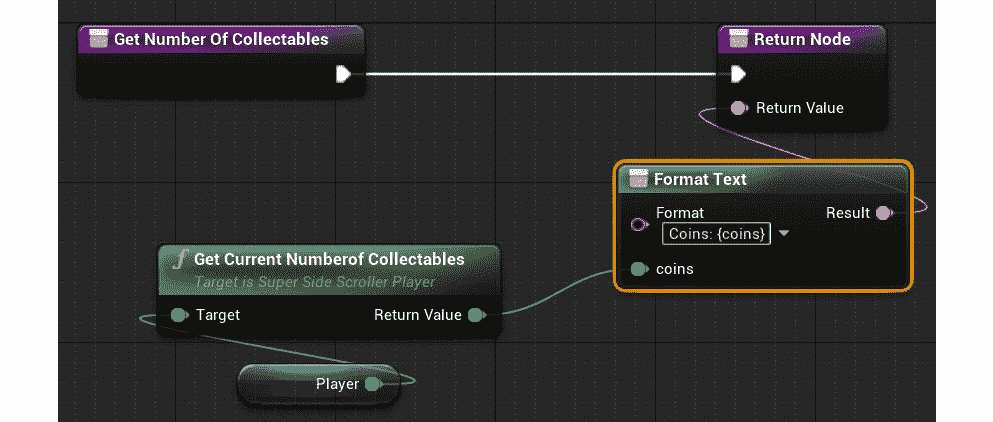 Get Number Of Collectables
Return Node
Return Value
Format Text
Format
Result
Coins: {coins}
coins
f Get Current Numberof Collectables
Target is Super Side Scroller Player
Target
Return Value
Player